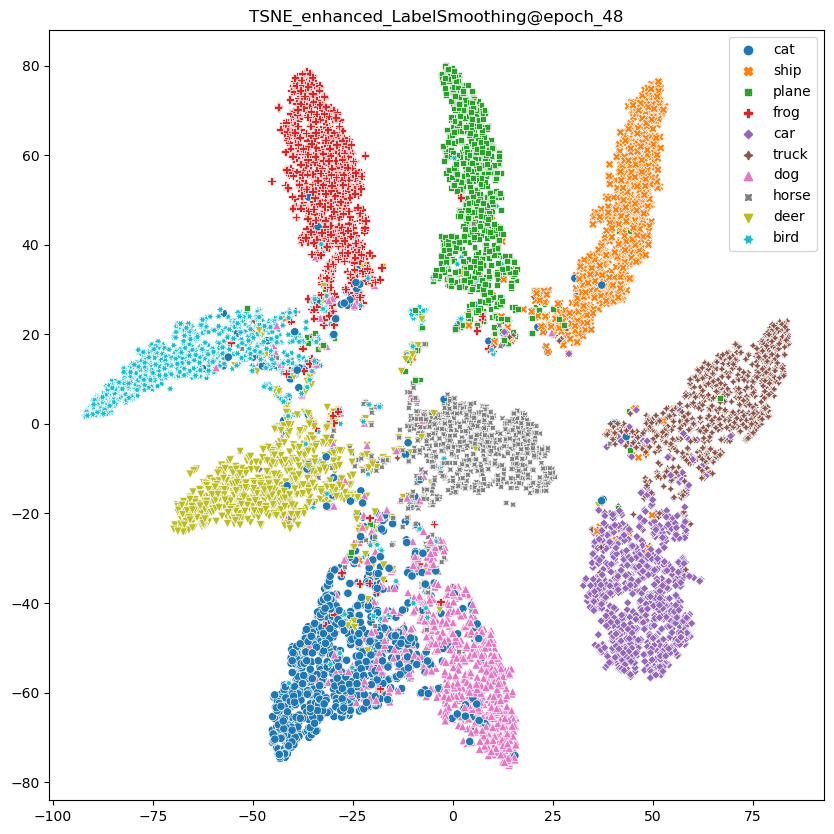 TSNE_enhanced_LabelSmoothing@epoch_48
cat
ship
plane
frog
car
truck
dog
horse
deer
bird
80
60
40
20
0
−20
−40
−60
−80
−100 −75 −50 −25 0 25 50 75